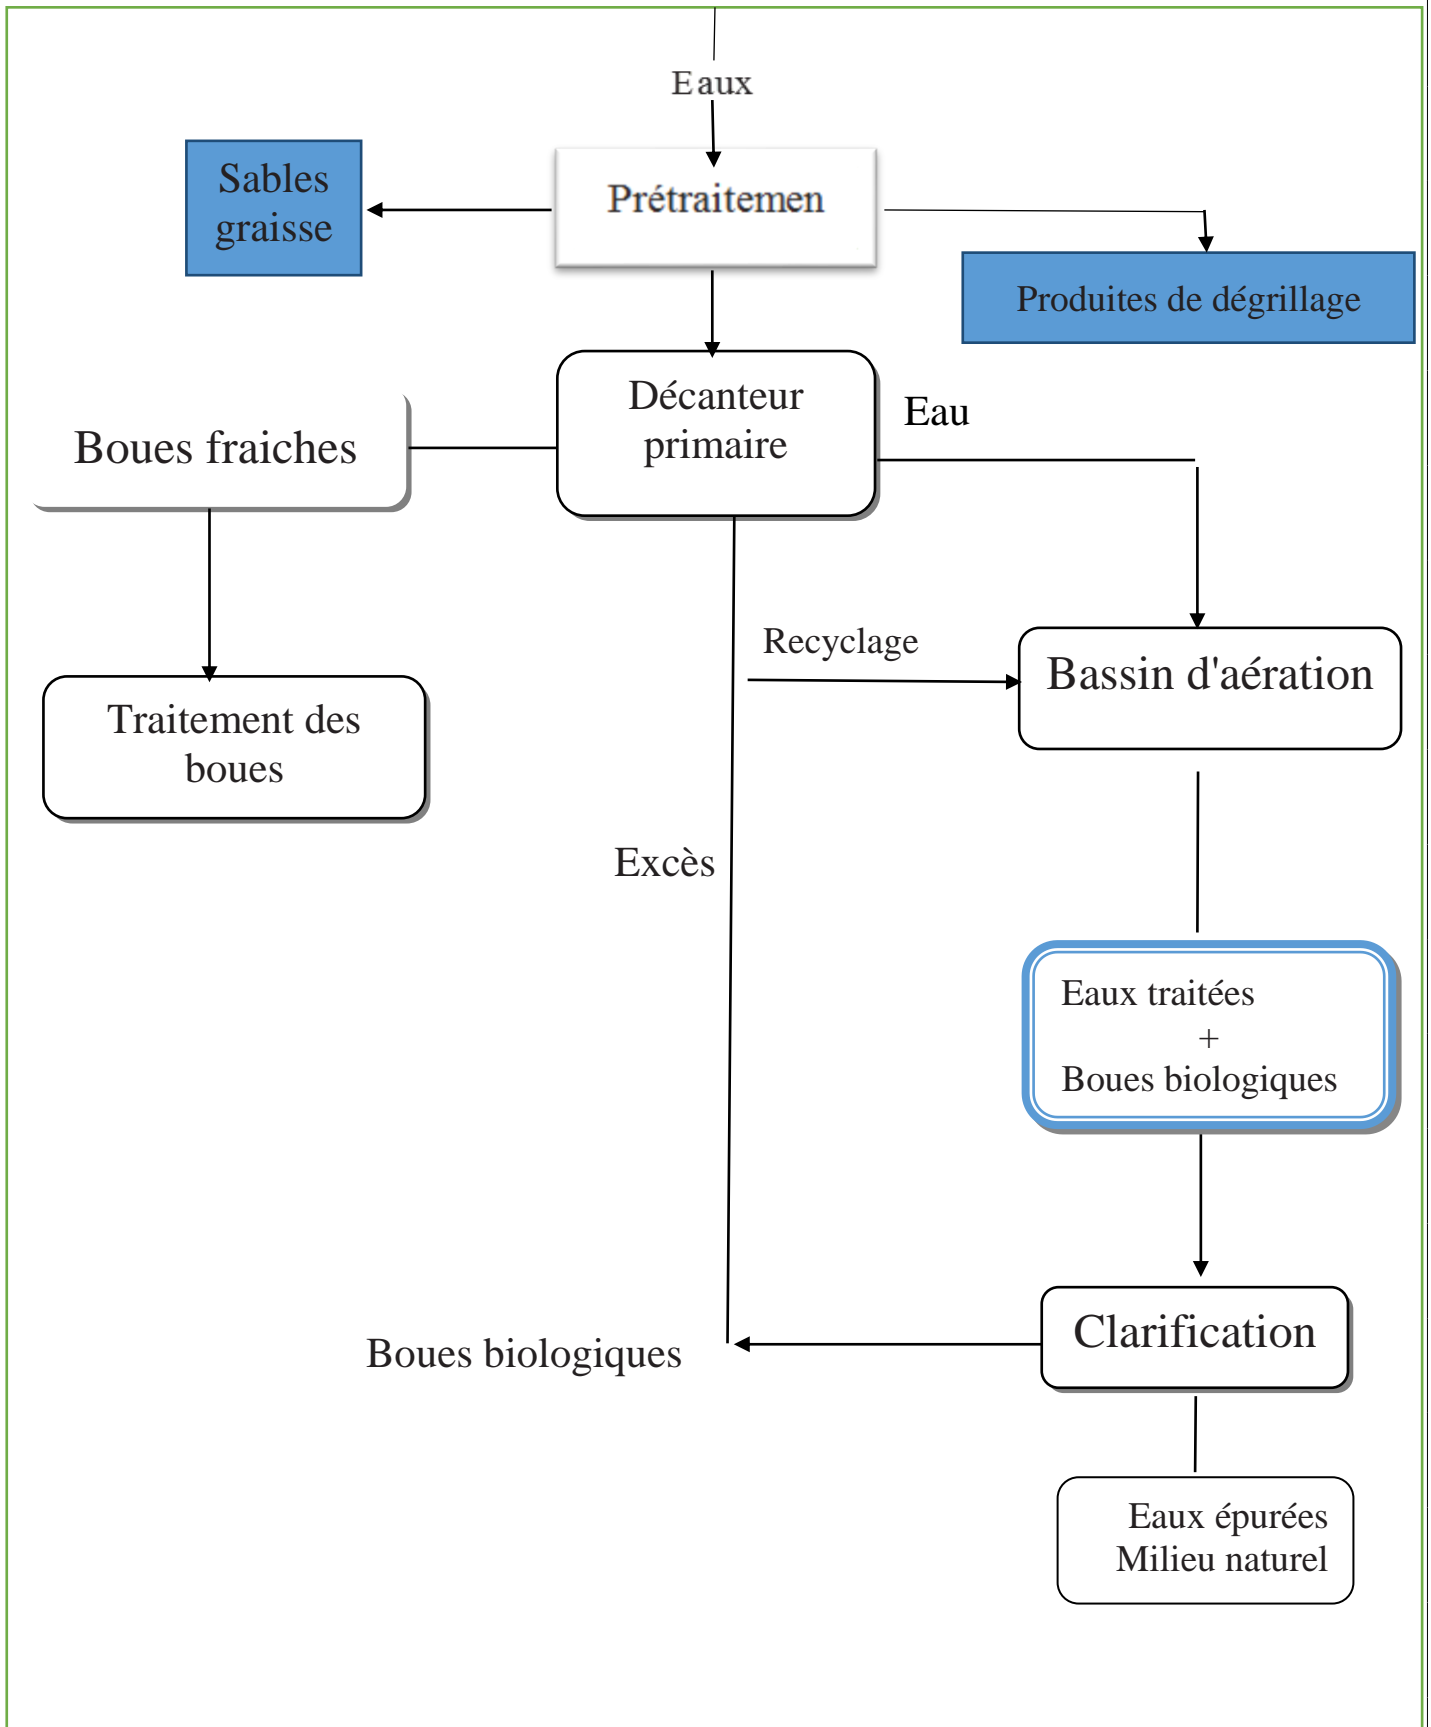 Eaux
Sables
graisse
Prétraitemen
Produites de dégrillage
Décanteur
primaire
Eau
Boues fraiches
Recyclage
Bassin d'aération
Traitement des
boues
Excès
Eaux traitées
+
Boues biologiques
Clarification
Boues biologiques
Eaux épurées
Milieu naturel